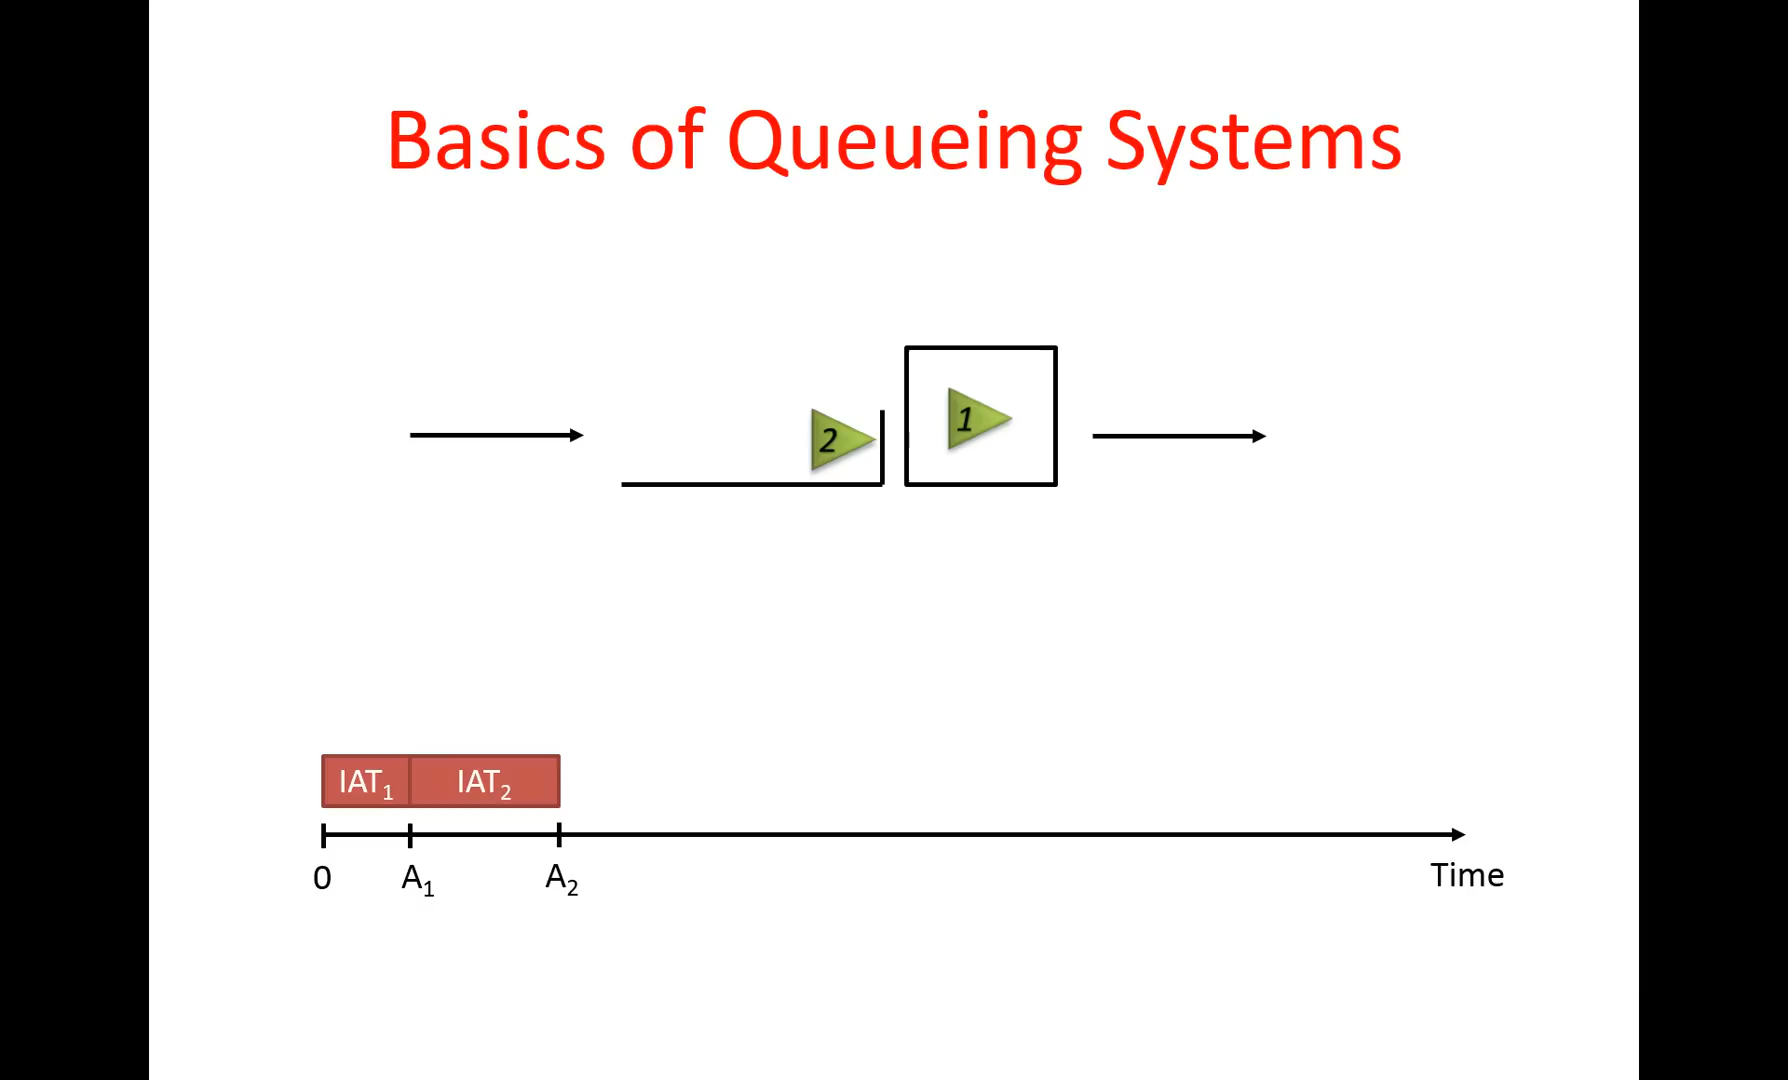 Basics of Queueing Systems
2
1
IAT₁ IAT₂
0 A₁ A₂ Time